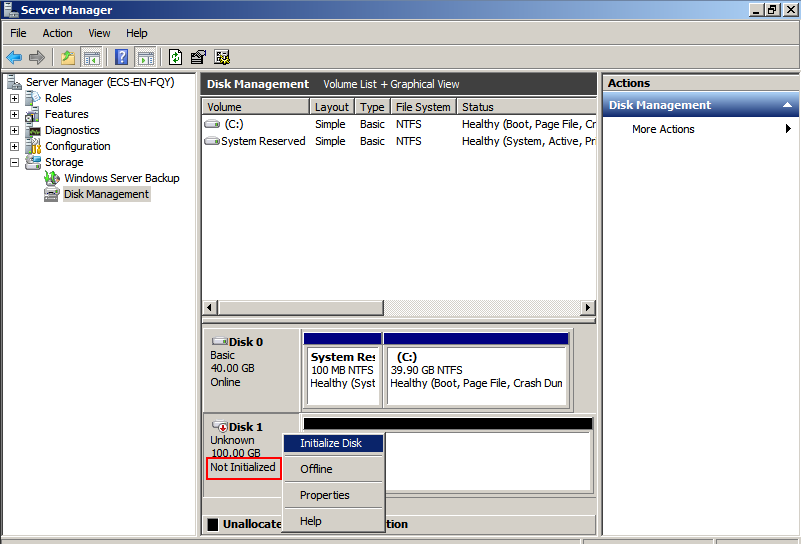 Server Manager
File Action View Help
Server Manager (ECS-EN-FQY)
Roles
Features
Diagnostics
Configuration
Storage
Windows Server Backup
Disk Management
Disk Management Volume List + Graphical View
Volume Layout Type File System Status
(C:) Simple Basic NTFS Healthy (Boot, Page File, Cr
System Reserved Simple Basic NTFS Healthy (System, Active, Pr
Disk 0
Basic
40.00 GB
Online
System Res
100 MB NTFS
Healthy (Syst
(C:)
39.90 GB NTFS
Healthy (Boot, Page File, Crash Dun
Disk 1
Unknown
100.00 GB
Not Initialized
Initialize Disk
Offline
Properties
Help
Unallocate
tion
Actions
Disk Management
More Actions